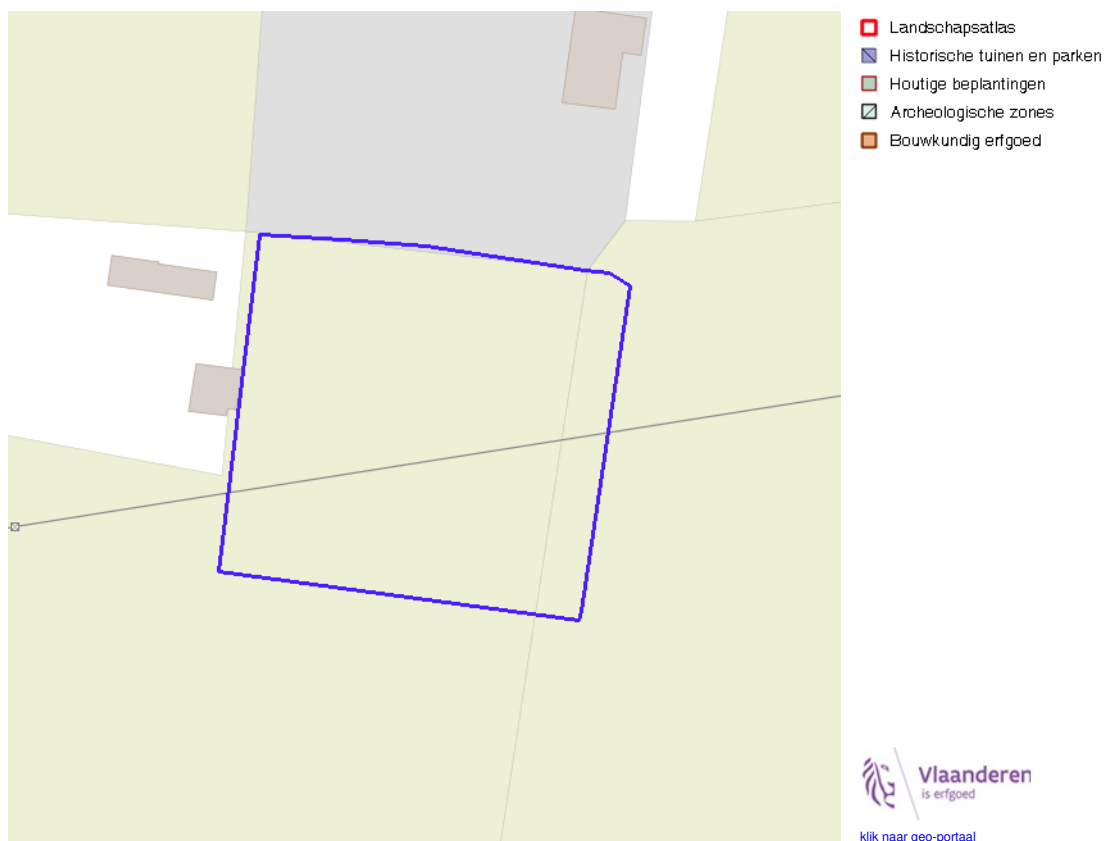 Landschapsatlas
Historische tuinen en parken
Houtige beplantingen
Archeologische zones
Bouwkundig erfgoed
Vlaanderen
is erfgoed
klik naar geo-portaal